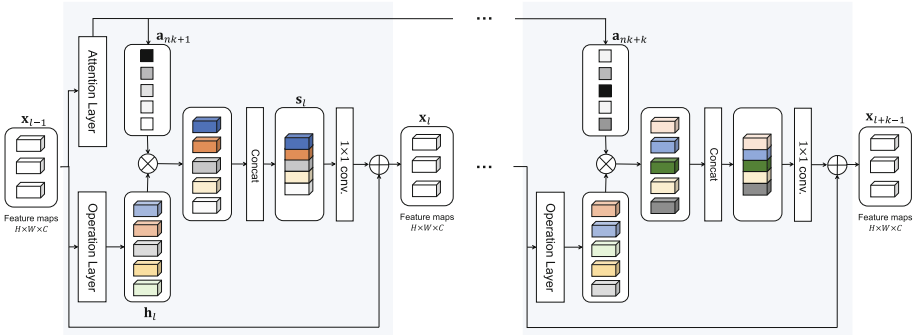 𝐱_{l−1}
Feature maps
H×W×C
Attention Layer
Operation Layer
𝐚_{nk+1}
𝐡_l
Concat
𝐬_l
1×1 conv.
𝐱_l
Feature maps
H×W×C
...
...
Operation Layer
𝐚_{nk+k}
Concat
1×1 conv.
𝐱_{l+k−1}
Feature maps
H×W×C